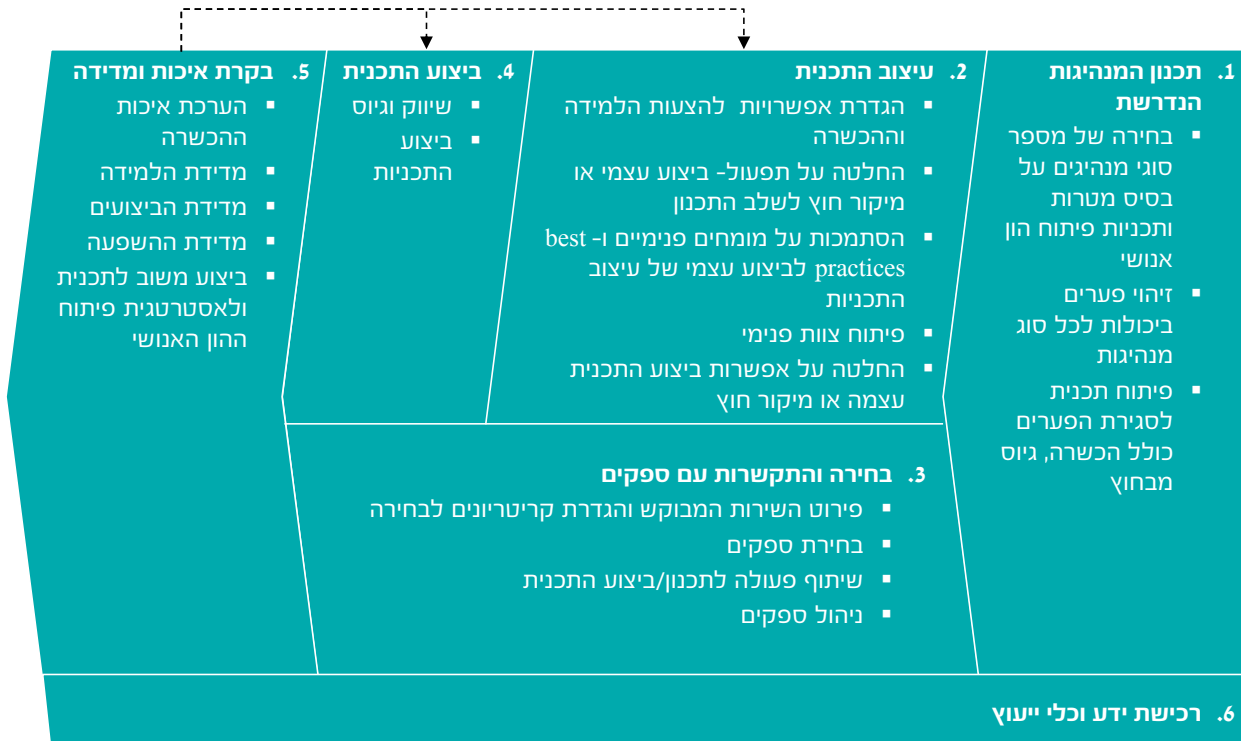 1. תכנון המנהיגות
הנדרשת
▪ בחירה של מספר
סוגי מנהיגים על
בסיס מטרות
ותכניות פיתוח הון
אנושי
▪ זיהוי פערים
ביכולות לכל סוג
מנהיגות
▪ פיתוח תכנית
לסגירת הפערים
כולל הכשרה, גיוס
מבחוץ
2. עיצוב התכנית
▪ הגדרת אפשרויות להצעות הלמידה
וההכשרה
▪ החלטה על תפעול- ביצוע עצמי או
מיקור חוץ לשלב התכנון
▪ הסתמכות על מומחים פנימיים ו- best
practices לביצוע עצמי של עיצוב
התכניות
▪ פיתוח צוות פנימי
▪ החלטה על אפשרות ביצוע התכנית
עצמה או מיקור חוץ
3. בחירה והתקשרות עם ספקים
▪ פירוט השירות המבוקש והגדרת קריטריונים לבחירה
▪ בחירת ספקים
▪ שיתוף פעולה לתכנון/ביצוע התכנית
▪ ניהול ספקים
4. ביצוע התכנית
▪ שיווק וגיוס
▪ ביצוע
התכניות
5. בקרת איכות ומדידה
▪ הערכת איכות
ההכשרה
▪ מדידת הלמידה
▪ מדידת הביצועים
▪ מדידת ההשפעה
▪ ביצוע משוב לתכנית
ולאסטרטגית פיתוח
ההון האנושי
6. רכישת ידע וכלי ייעוץ